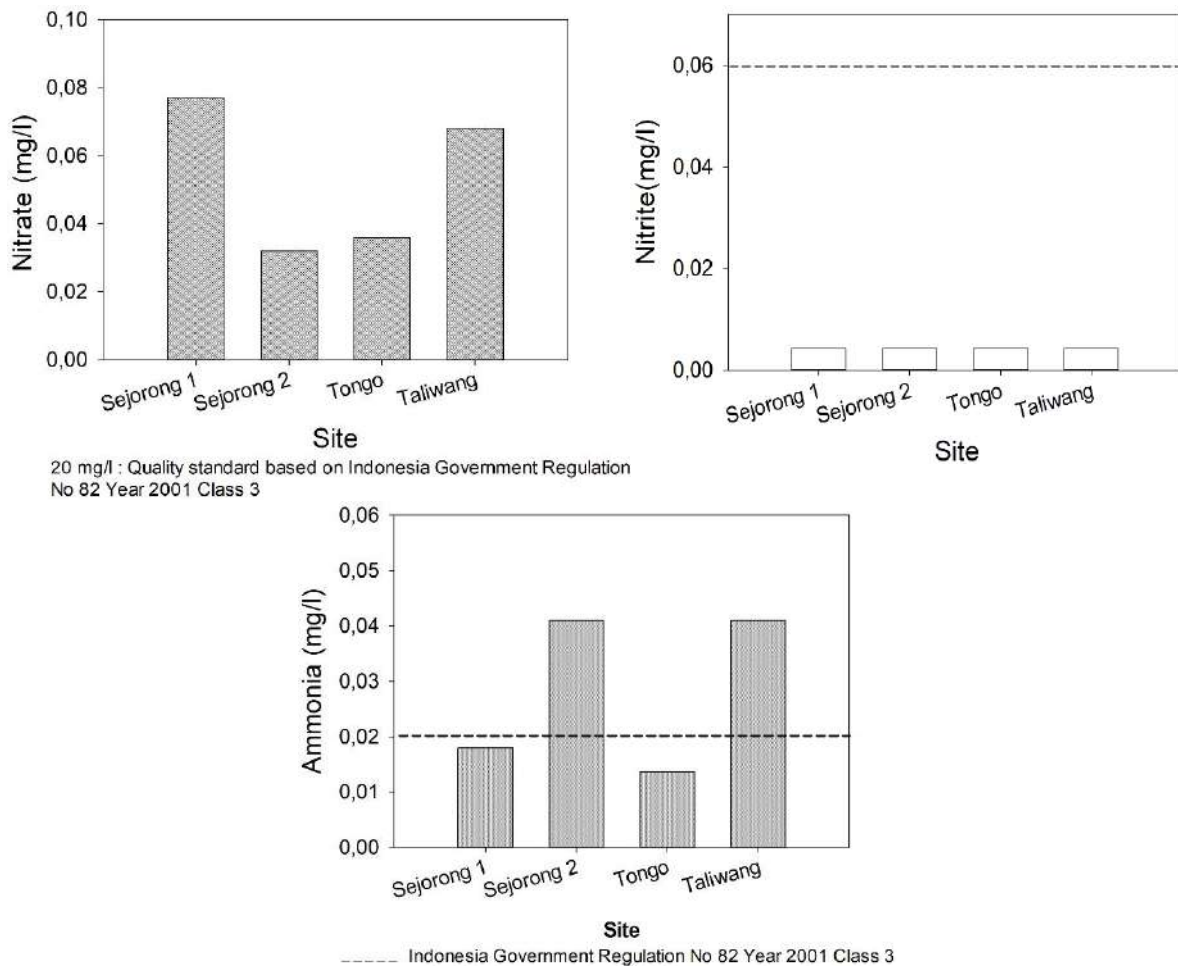 Nitrate (mg/l)
0,10
0,08
0,06
0,04
0,02
0,00
Sejorong 1
Sejorong 2
Tongo
Taliwang
Site
20 mg/l : Quality standard based on Indonesia Government Regulation
No 82 Year 2001 Class 3
Nitrite(mg/l)
0,06
0,04
0,02
0,00
Sejorong 1
Sejorong 2
Tongo
Taliwang
Site
Ammonia (mg/l)
0,06
0,05
0,04
0,03
0,02
0,01
0,00
Sejorong 1
Sejorong 2
Tongo
Taliwang
Site
Indonesia Government Regulation No 82 Year 2001 Class 3